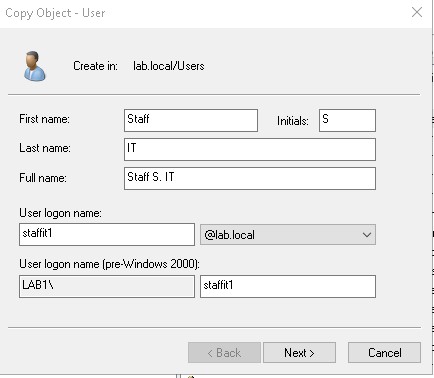 Copy Object - User
Create in: lab.local/Users
First name: Staff Initials: S
Last name: IT
Full name: Staff S. IT
User logon name:
staffit1 @lab.local
User logon name (pre-Windows 2000):
LAB1\ staffit1
< Back Next > Cancel